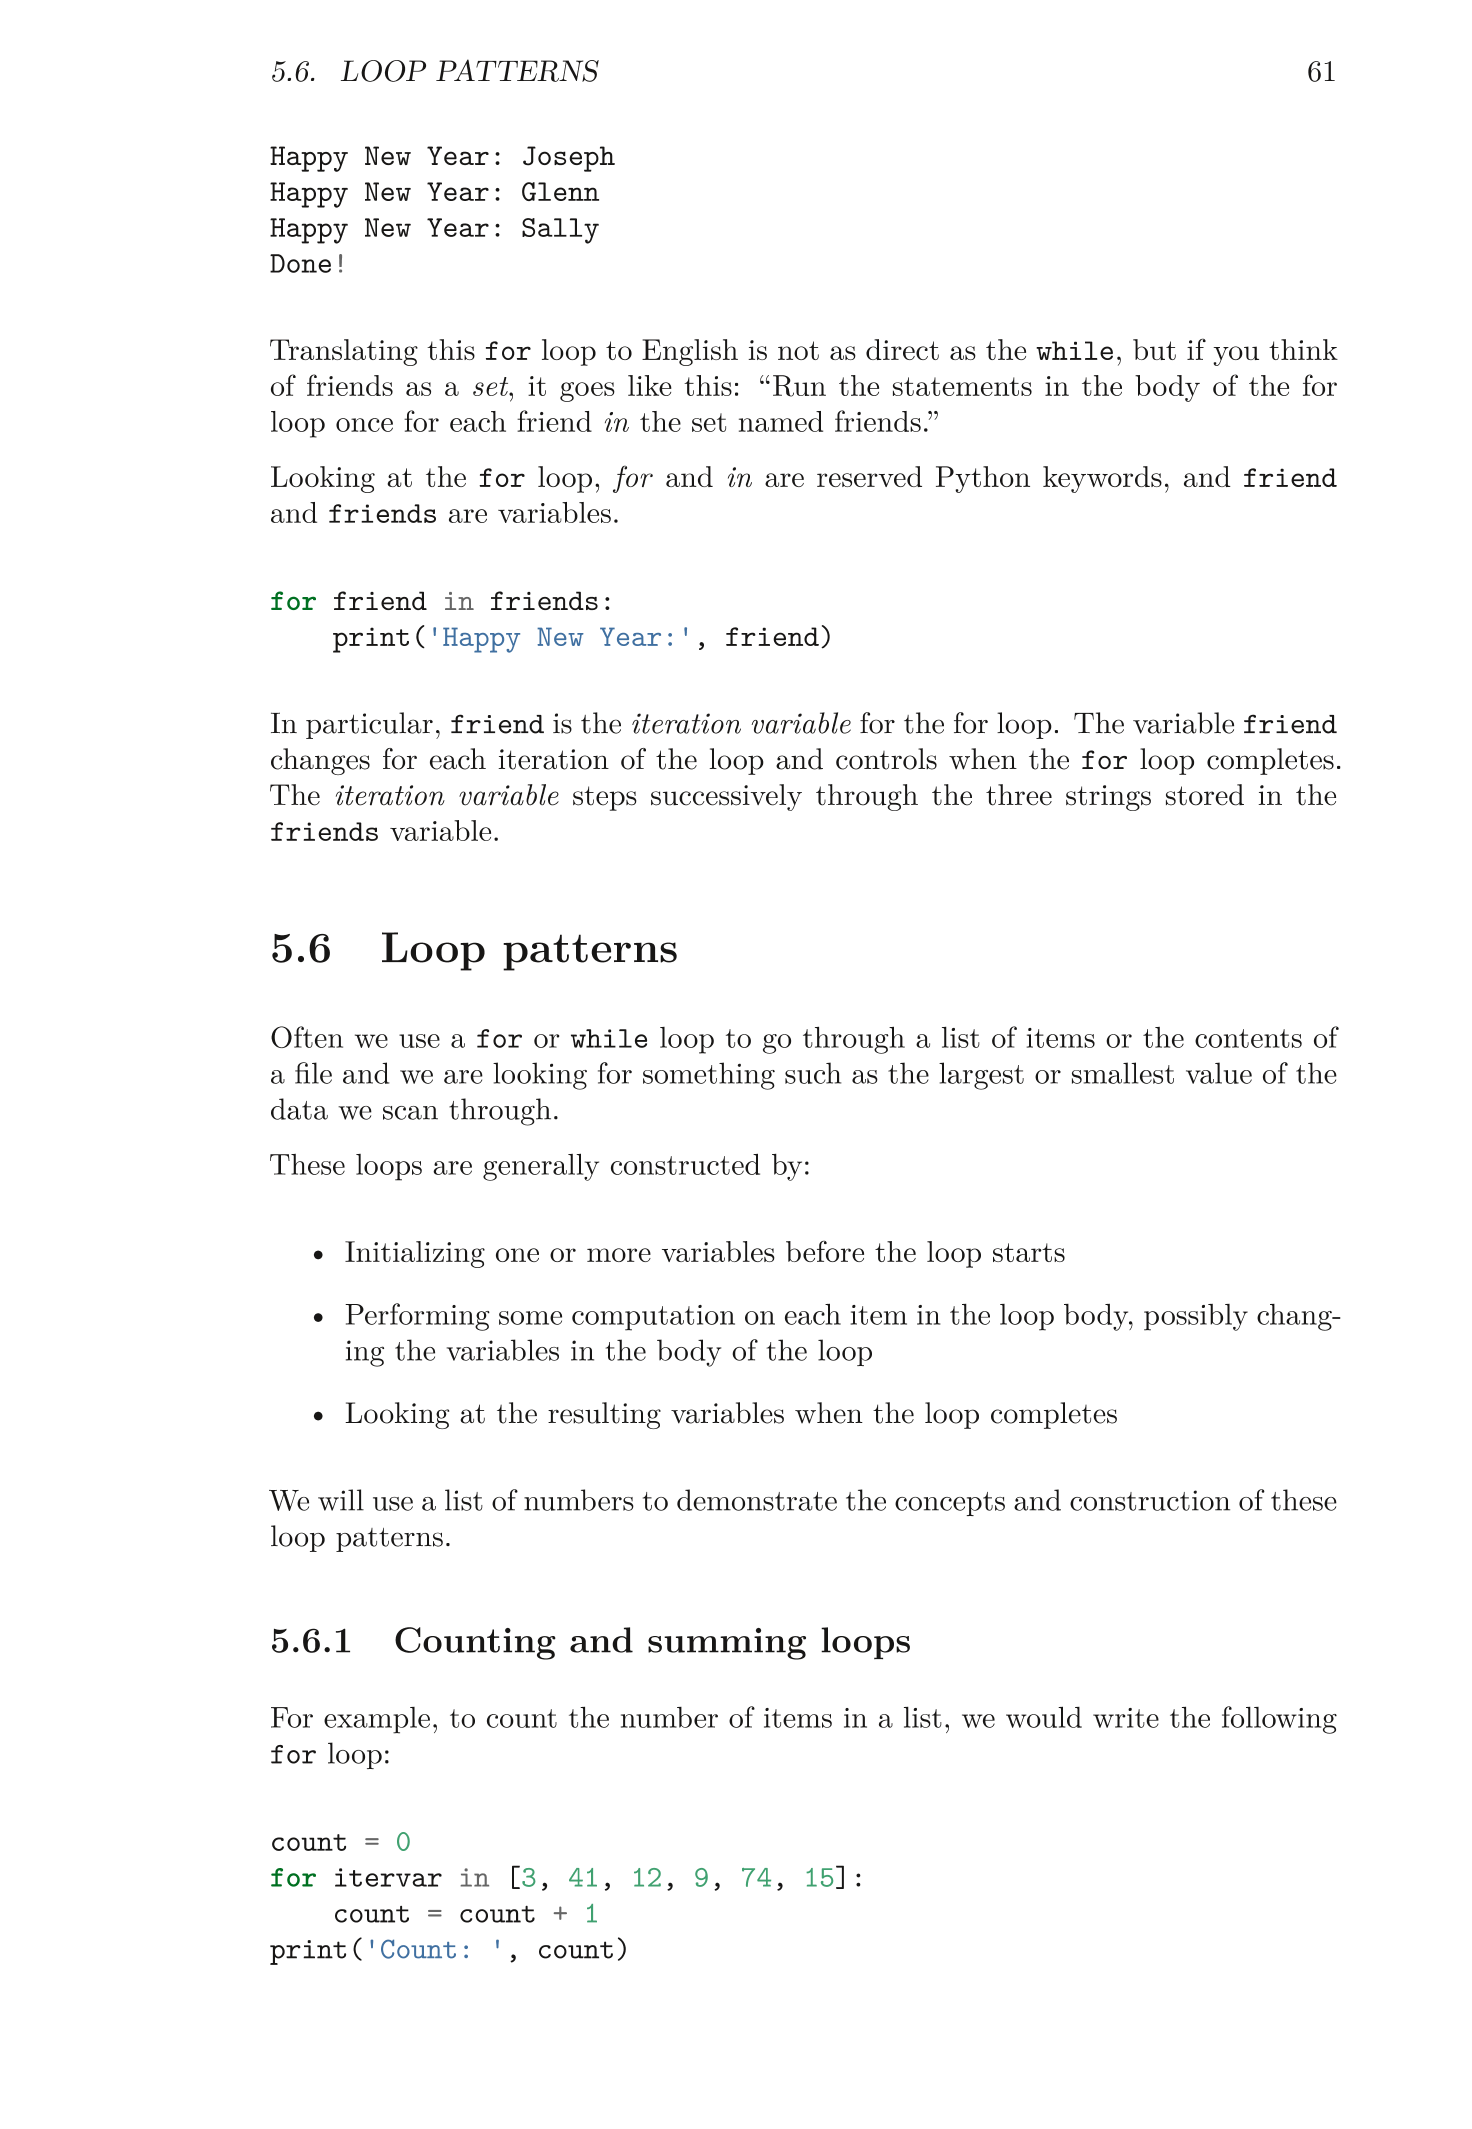 5.6. LOOP PATTERNS 61
Happy New Year: Joseph
Happy New Year: Glenn
Happy New Year: Sally
Done!
Translating this for loop to English is not as direct as the while, but if you think
of friends as a set, it goes like this: “Run the statements in the body of the for
loop once for each friend in the set named friends.”
Looking at the for loop, for and in are reserved Python keywords, and friend
and friends are variables.
for friend in friends:
    print('Happy New Year:', friend)
In particular, friend is the iteration variable for the for loop. The variable friend
changes for each iteration of the loop and controls when the for loop completes.
The iteration variable steps successively through the three strings stored in the
friends variable.
5.6 Loop patterns
Often we use a for or while loop to go through a list of items or the contents of
a file and we are looking for something such as the largest or smallest value of the
data we scan through.
These loops are generally constructed by:
• Initializing one or more variables before the loop starts
• Performing some computation on each item in the loop body, possibly chang-
ing the variables in the body of the loop
• Looking at the resulting variables when the loop completes
We will use a list of numbers to demonstrate the concepts and construction of these
loop patterns.
5.6.1 Counting and summing loops
For example, to count the number of items in a list, we would write the following
for loop:
count = 0
for itervar in [3, 41, 12, 9, 74, 15]:
    count = count + 1
print('Count: ', count)